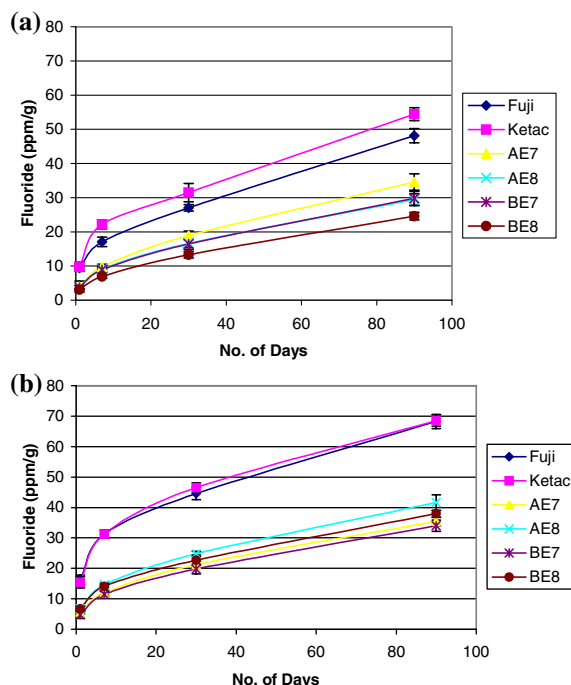 (a)
80
70
60
50
40
30
20
10
0
Fluoride (ppm/g)
0 20 40 60 80 100
No. of Days
Fuji
Ketac
AE7
AE8
BE7
BE8
(b)
80
70
60
50
40
30
20
10
0
Fluoride (ppm/g)
0 20 40 60 80 100
No. of Days
Fuji
Ketac
AE7
AE8
BE7
BE8